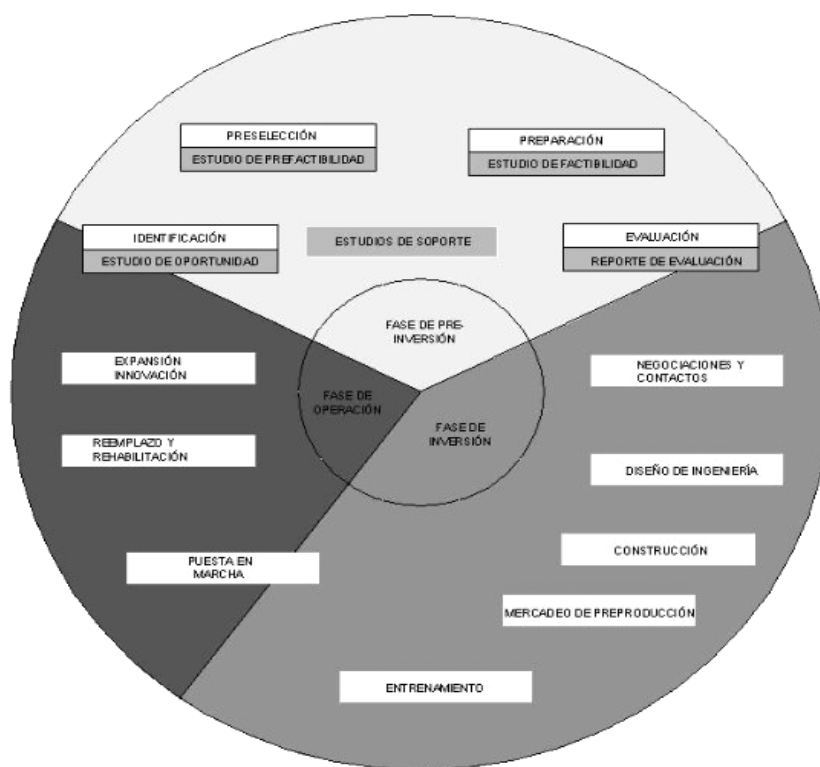 PRESELECCIÓN
ESTUDIO DE PREFACTIBILIDAD
PREPARACIÓN
ESTUDIO DE FACTIBILIDAD
IDENTIFICACIÓN
ESTUDIO DE OPORTUNIDAD
ESTUDIOS DE SOPORTE
EVALUACIÓN
REPORTE DE EVALUACIÓN
FASE DE PRE-
INVERSIÓN
FASE DE
OPERACIÓN
FASE DE
INVERSIÓN
EXPANSIÓN
INNOVACIÓN
REEMPLAZO Y
REHABILITACIÓN
PUESTA EN
MARCHA
NEGOCIACIONES Y
CONTACTOS
DISEÑO DE INGENIERÍA
CONSTRUCCIÓN
MERCADEO DE PREPRODUCCIÓN
ENTRENAMIENTO